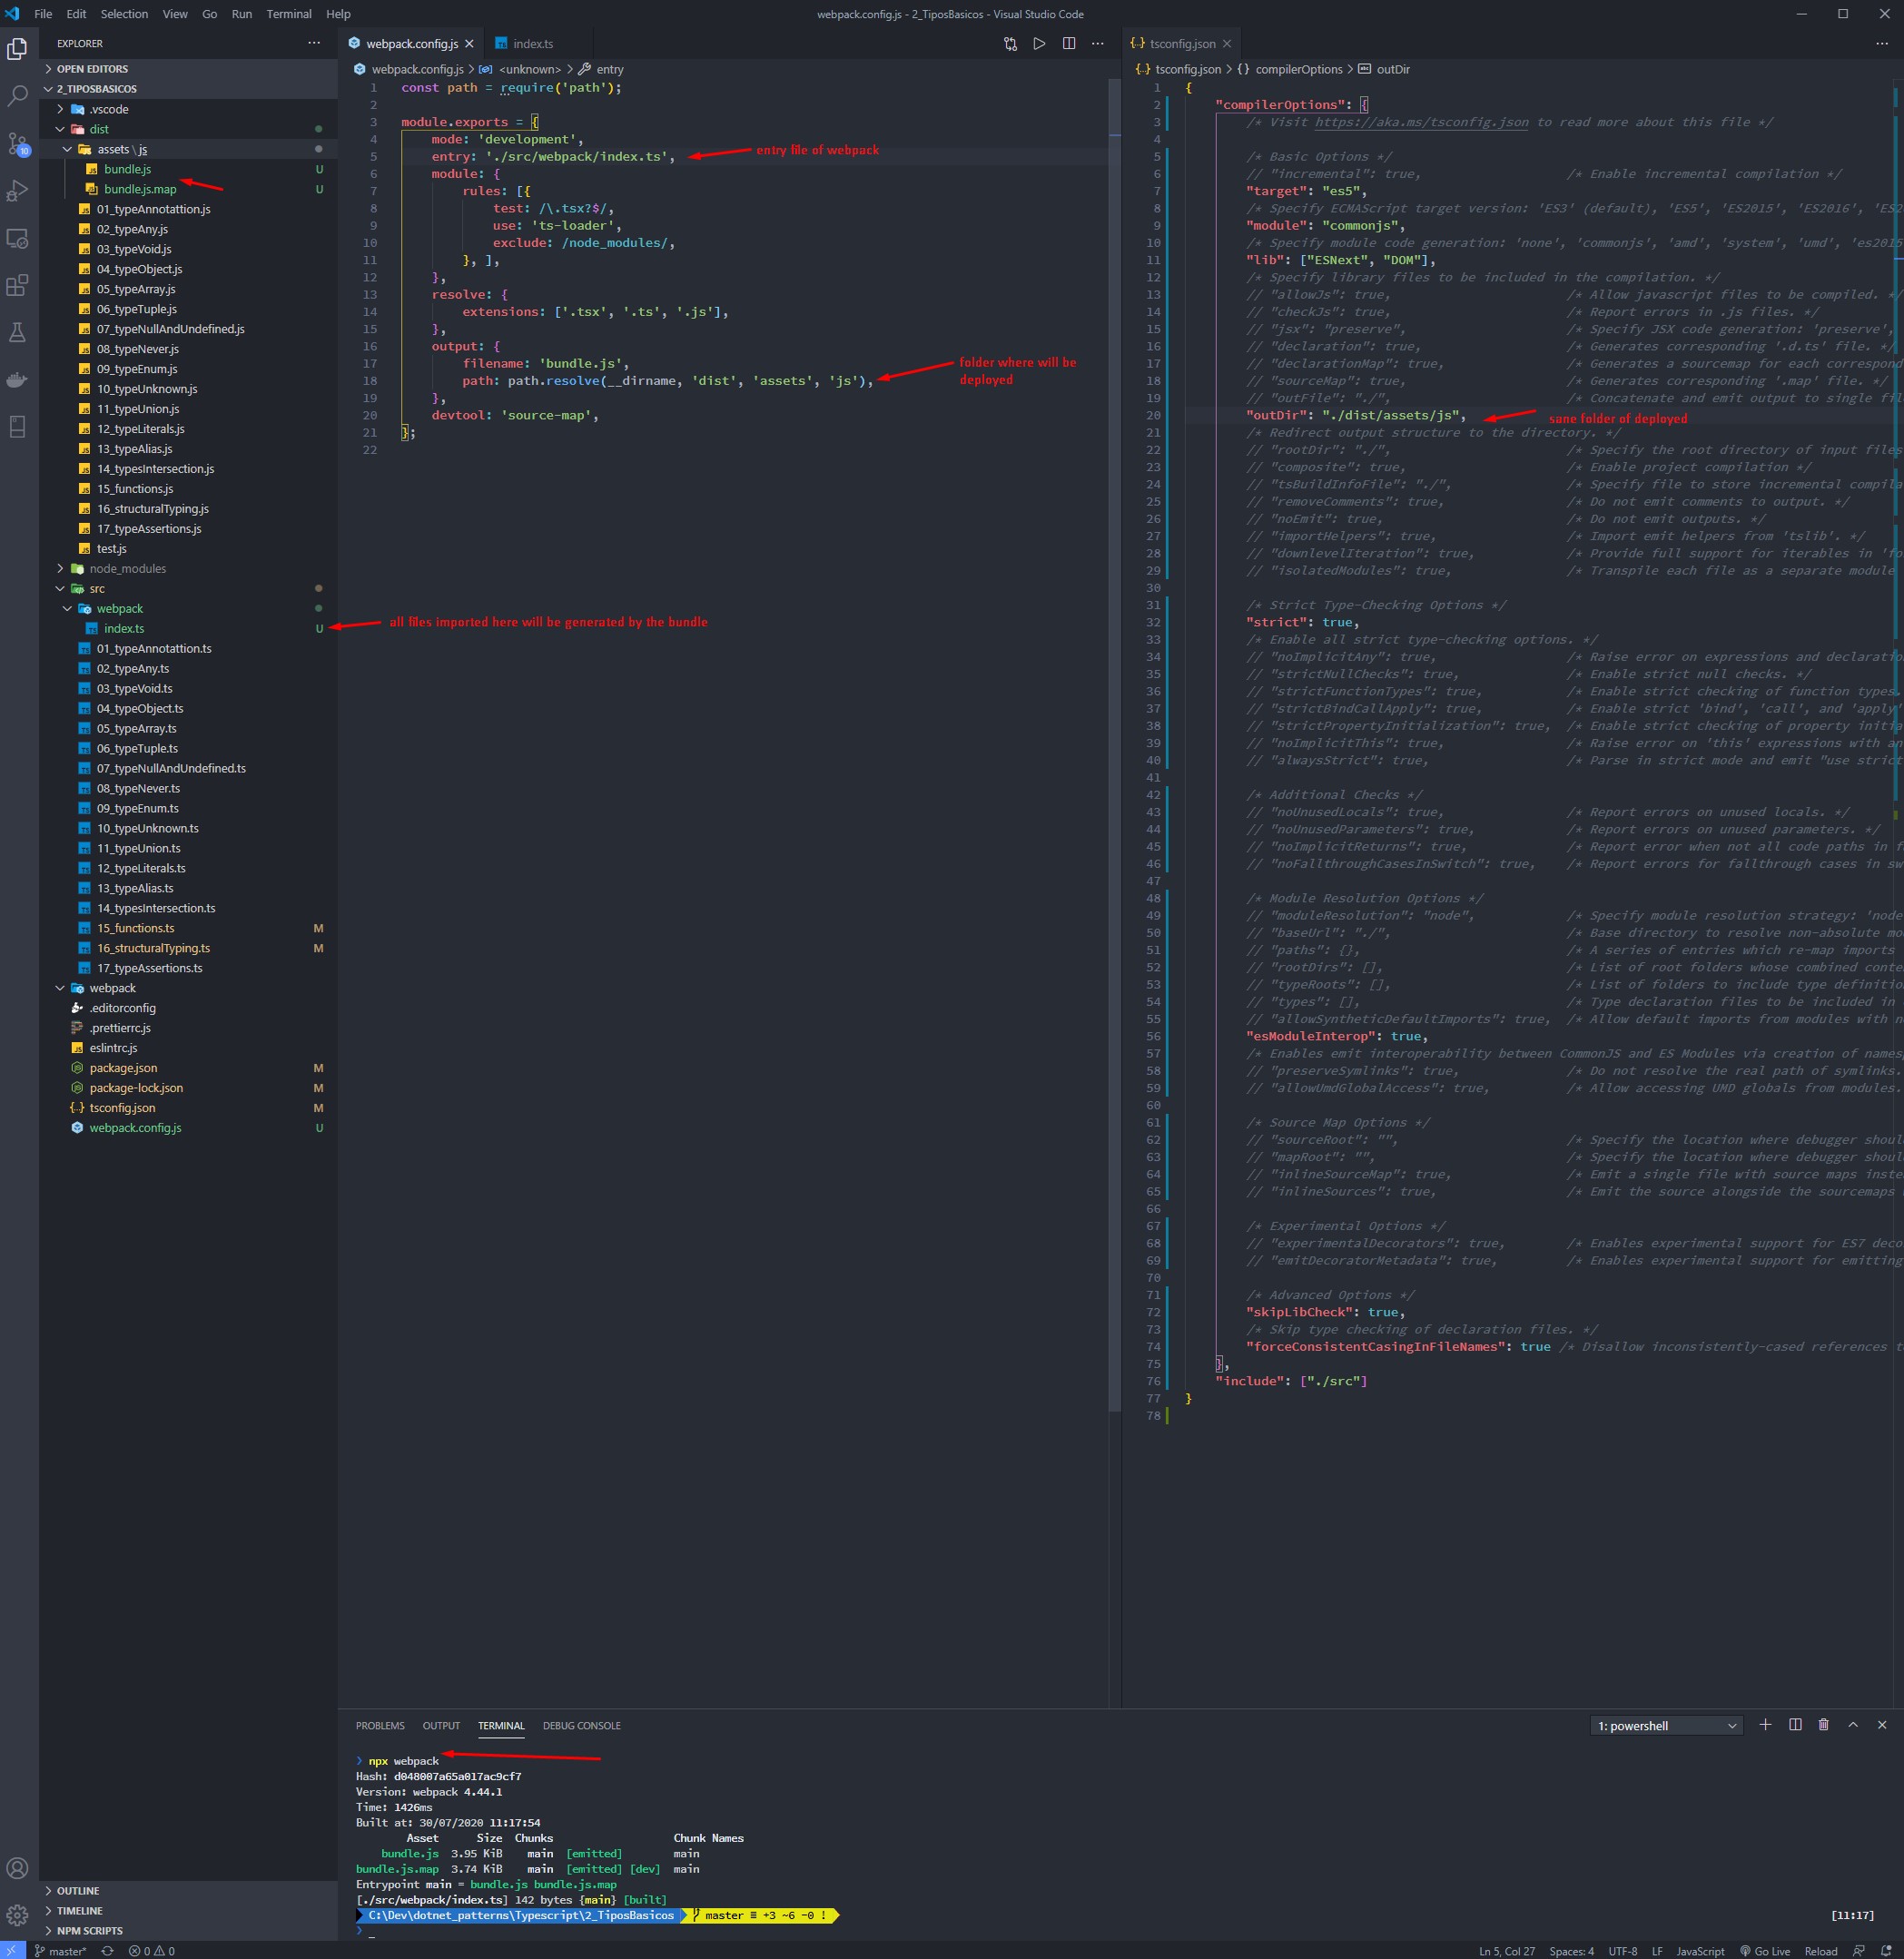 File Edit Selection View Go Run Terminal Help
webpack.config.js - 2_TiposBasicos - Visual Studio Code
EXPLORER
OPEN EDITORS
2_TIPOSBASICOS
.vscode
dist
assets \ js
bundle.js U
bundle.js.map U
01_typeAnnotattion.js
02_typeAny.js
03_typeVoid.js
04_typeObject.js
05_typeArray.js
06_typeTuple.js
07_typeNullAndUndefined.js
08_typeNever.js
09_typeEnum.js
10_typeUnknown.js
11_typeUnion.js
12_typeLiterals.js
13_typeAlias.js
14_typesIntersection.js
15_functions.js
16_structuralTyping.js
17_typeAssertions.js
test.js
node_modules
src
webpack
index.ts U
01_typeAnnotattion.ts
02_typeAny.ts
03_typeVoid.ts
04_typeObject.ts
05_typeArray.ts
06_typeTuple.ts
07_typeNullAndUndefined.ts
08_typeNever.ts
09_typeEnum.ts
10_typeUnknown.ts
11_typeUnion.ts
12_typeLiterals.ts
13_typeAlias.ts
14_typesIntersection.ts
15_functions.ts M
16_structuralTyping.ts M
17_typeAssertions.ts
webpack
.editorconfig
.prettierrc.js
eslintrc.js
package.json M
package-lock.json M
tsconfig.json M
webpack.config.js U
OUTLINE
TIMELINE
NPM SCRIPTS
10
webpack.config.js index.ts
webpack.config.js > <unknown> > entry
1 const path = require('path');
2
3 module.exports = {
4 mode: 'development',
5 entry: './src/webpack/index.ts', entry file of webpack
6 module: {
7 rules: [{
8 test: /\.tsx?$/,
9 use: 'ts-loader',
10 exclude: /node_modules/,
11 }, ],
12 },
13 resolve: {
14 extensions: ['.tsx', '.ts', '.js'],
15 },
16 output: {
17 filename: 'bundle.js', folder where will be
18 path: path.resolve(__dirname, 'dist', 'assets', 'js'), deployed
19 },
20 devtool: 'source-map',
21 };
22
all files imported here will be generated by the bundle
tsconfig.json
tsconfig.json > {} compilerOptions > outDir
1 {
2 "compilerOptions": {
3 /* Visit https://aka.ms/tsconfig.json to read more about this file */
4
5 /* Basic Options */
6 // "incremental": true, /* Enable incremental compilation */
7 "target": "es5",
8 /* Specify ECMAScript target version: 'ES3' (default), 'ES5', 'ES2015', 'ES2016', 'ES2
9 "module": "commonjs",
10 /* Specify module code generation: 'none', 'commonjs', 'amd', 'system', 'umd', 'es2015
11 "lib": ["ESNext", "DOM"],
12 /* Specify library files to be included in the compilation. */
13 // "allowJs": true, /* Allow javascript files to be compiled. */
14 // "checkJs": true, /* Report errors in .js files. */
15 // "jsx": "preserve", /* Specify JSX code generation: 'preserve',
16 // "declaration": true, /* Generates corresponding '.d.ts' file. */
17 // "declarationMap": true, /* Generates a sourcemap for each correspond
18 // "sourceMap": true, /* Generates corresponding '.map' file. */
19 // "outFile": "./", /* Concatenate and emit output to single fil
20 "outDir": "./dist/assets/js", sane folder of deployed
21 /* Redirect output structure to the directory. */
22 // "rootDir": "./", /* Specify the root directory of input files
23 // "composite": true, /* Enable project compilation */
24 // "tsBuildInfoFile": "./", /* Specify file to store incremental compila
25 // "removeComments": true, /* Do not emit comments to output. */
26 // "noEmit": true, /* Do not emit outputs. */
27 // "importHelpers": true, /* Import emit helpers from 'tslib'. */
28 // "downlevelIteration": true, /* Provide full support for iterables in 'fo
29 // "isolatedModules": true, /* Transpile each file as a separate module
30
31 /* Strict Type-Checking Options */
32 "strict": true,
33 /* Enable all strict type-checking options. */
34 // "noImplicitAny": true, /* Raise error on expressions and declaratio
35 // "strictNullChecks": true, /* Enable strict null checks. */
36 // "strictFunctionTypes": true, /* Enable strict checking of function types.
37 // "strictBindCallApply": true, /* Enable strict 'bind', 'call', and 'apply'
38 // "strictPropertyInitialization": true, /* Enable strict checking of property initia
39 // "noImplicitThis": true, /* Raise error on 'this' expressions with an
40 // "alwaysStrict": true, /* Parse in strict mode and emit "use strict
41
42 /* Additional Checks */
43 // "noUnusedLocals": true, /* Report errors on unused locals. */
44 // "noUnusedParameters": true, /* Report errors on unused parameters. */
45 // "noImplicitReturns": true, /* Report error when not all code paths in f
46 // "noFallthroughCasesInSwitch": true, /* Report errors for fallthrough cases in sw
47
48 /* Module Resolution Options */
49 // "moduleResolution": "node", /* Specify module resolution strategy: 'node
50 // "baseUrl": "./", /* Base directory to resolve non-absolute mo
51 // "paths": {}, /* A series of entries which re-map imports
52 // "rootDirs": [], /* List of root folders whose combined conte
53 // "typeRoots": [], /* List of folders to include type definitio
54 // "types": [], /* Type declaration files to be included in
55 // "allowSyntheticDefaultImports": true, /* Allow default imports from modules with n
56 "esModuleInterop": true,
57 /* Enables emit interoperability between CommonJS and ES Modules via creation of names
58 // "preserveSymlinks": true, /* Do not resolve the real path of symlinks.
59 // "allowUmdGlobalAccess": true, /* Allow accessing UMD globals from modules.
60
61 /* Source Map Options */
62 // "sourceRoot": "", /* Specify the location where debugger shoul
63 // "mapRoot": "", /* Specify the location where debugger shoul
64 // "inlineSourceMap": true, /* Emit a single file with source maps inste
65 // "inlineSources": true, /* Emit the source alongside the sourcemaps
66
67 /* Experimental Options */
68 // "experimentalDecorators": true, /* Enables experimental support for ES7 deco
69 // "emitDecoratorMetadata": true, /* Enables experimental support for emitting
70
71 /* Advanced Options */
72 "skipLibCheck": true,
73 /* Skip type checking of declaration files. */
74 "forceConsistentCasingInFileNames": true /* Disallow inconsistently-cased references t
75 },
76 "include": ["./src"]
77 }
78
PROBLEMS OUTPUT TERMINAL DEBUG CONSOLE 1: powershell
> npx webpack
Hash: d048007a65a017ac9cf7
Version: webpack 4.44.1
Time: 1426ms
Built at: 30/07/2020 11:17:54
Asset Size Chunks Chunk Names
bundle.js 3.95 KiB main [emitted] main
bundle.js.map 3.74 KiB main [emitted] [dev] main
Entrypoint main = bundle.js bundle.js.map
[./src/webpack/index.ts] 142 bytes {main} [built]
C:\Dev\dotnet_patterns\Typescript\2_TiposBasicos master ≡ +3 ~6 -0 ! [11:17]
> _
master* 0 0 Ln 5, Col 27 Spaces: 4 UTF-8 LF JavaScript Go Live Reload